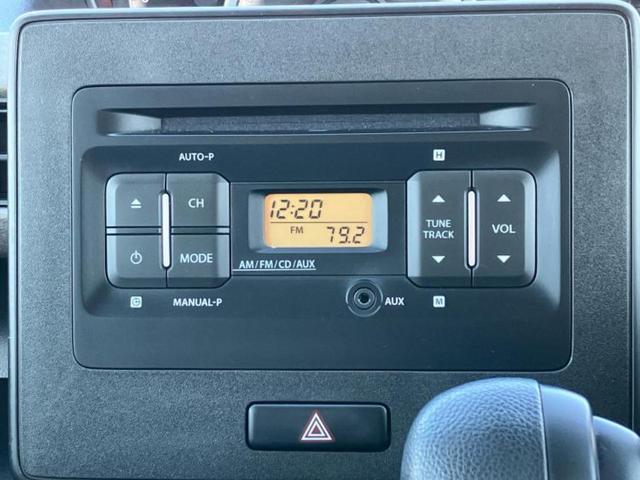 AUTO-P
H
CH
12:20
FM
79.2
TUNE
TRACK
VOL
MODE
AM/FM/CD/AUX
AUX
MANUAL-P
M